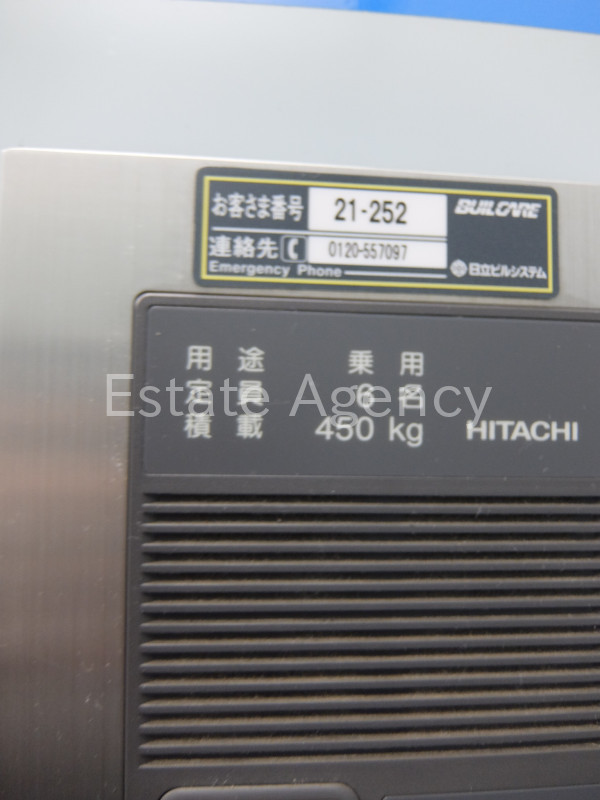 お客さま番号 21-252 BUILCARE
連絡先 0120-557097
Emergency Phone 日立ビルシステム
用途 乗用
定員 6名
Estate Agency
積載 450 kg HITACHI